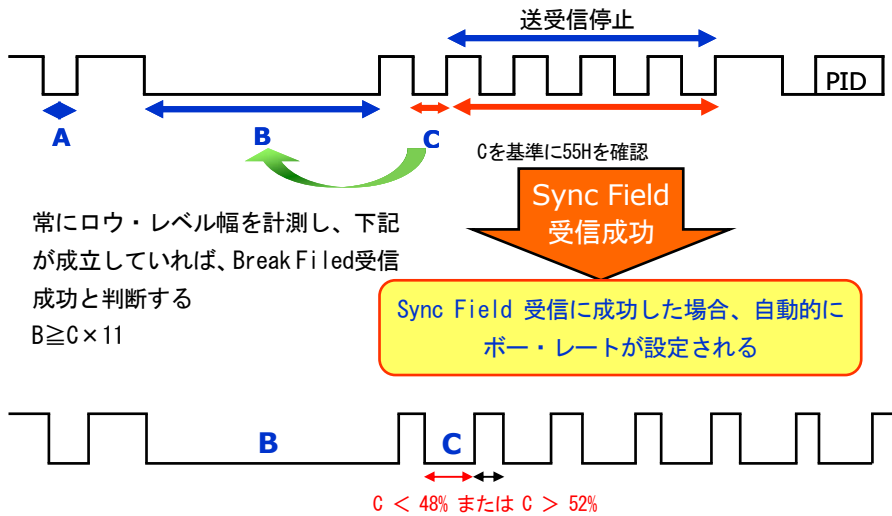 送受信停止
PID
A
B
C
Cを基準に55Hを確認
Sync Field
受信成功
常にロウ・レベル幅を計測し、下記
が成立していれば、Break Filed受信
成功と判断する
B≧C×11
Sync Field 受信に成功した場合、自動的に
ボー・レートが設定される
B
C
C < 48% または C > 52%